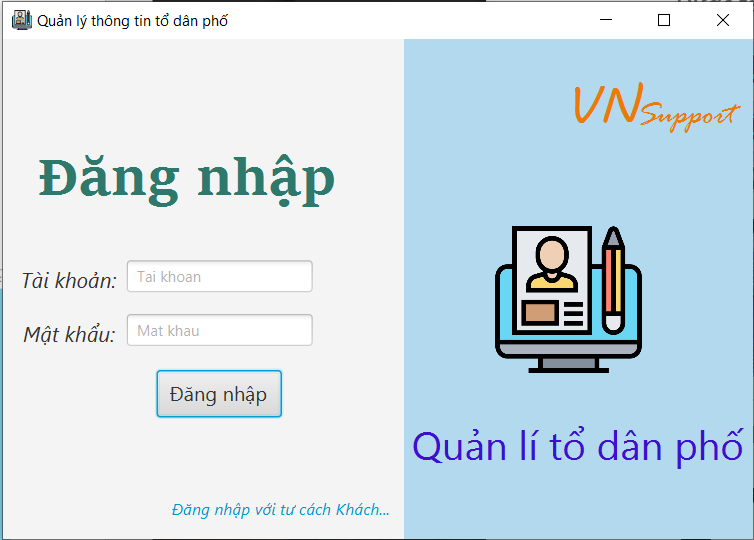 Quản lý thông tin tổ dân phố
Đăng nhập
Tài khoản:
Tai khoan
Mật khẩu:
Mat khau
Đăng nhập
Đăng nhập với tư cách Khách...
VNSupport
Quản lí tổ dân phố